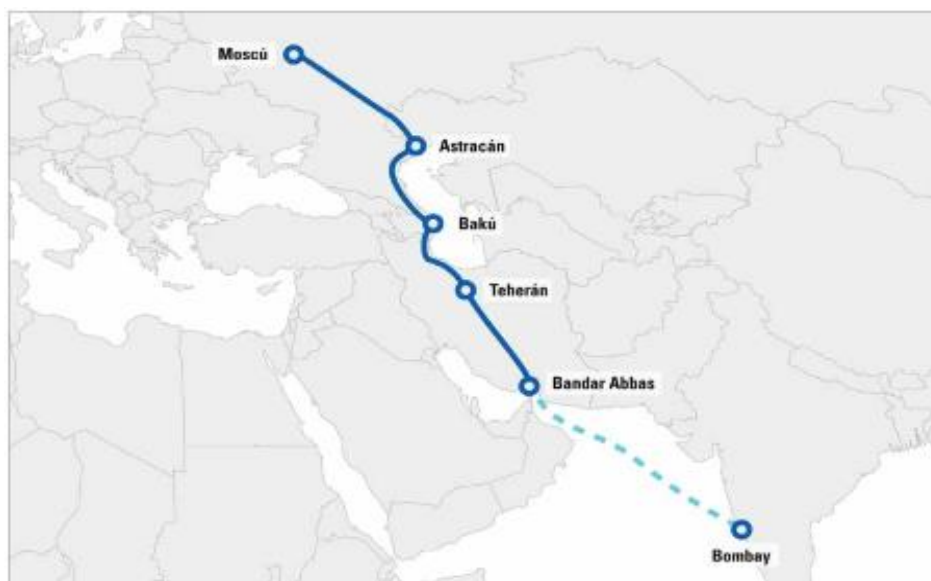 Moscú
Astracán
Bakú
Teherán
Bandar Abbas
Bombay